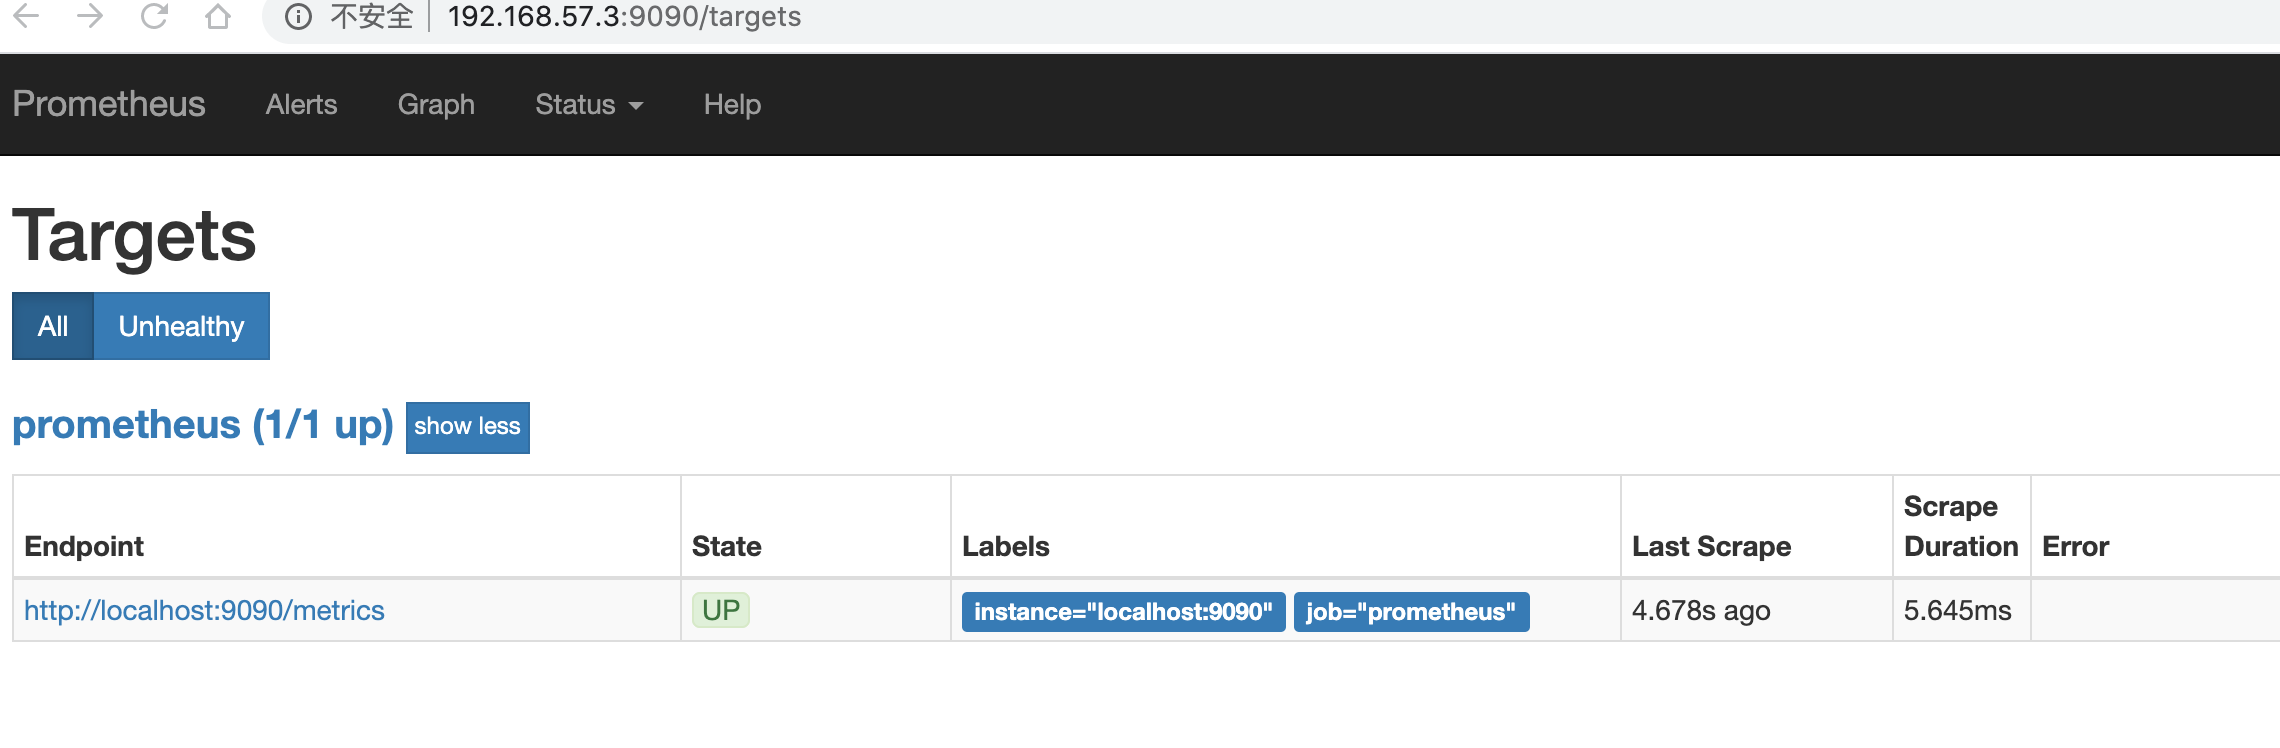 不安全 192.168.57.3:9090/targets
Prometheus Alerts Graph Status Help
Targets
All Unhealthy
prometheus (1/1 up) show less
Endpoint State Labels Last Scrape Scrape Duration Error
http://localhost:9090/metrics UP instance="localhost:9090" job="prometheus" 4.678s ago 5.645ms